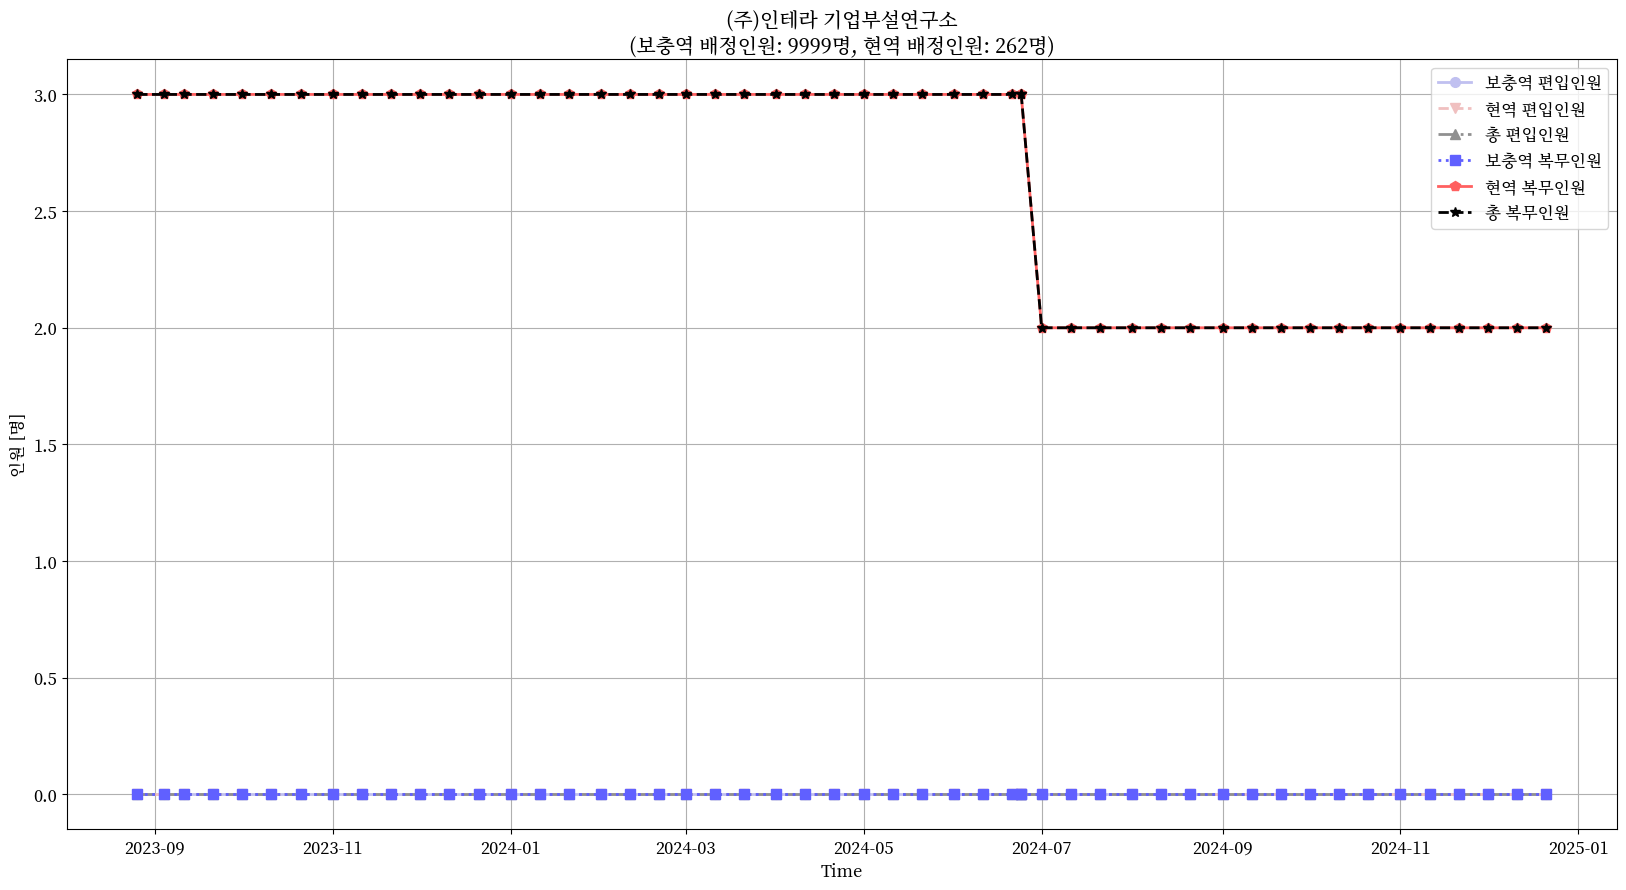 (주)인테라 기업부설연구소
(보충역 배정인원: 9999명, 현역 배정인원: 262명)
보충역 편입인원
현역 편입인원
총 편입인원
보충역 복무인원
현역 복무인원
총 복무인원
인원 [명]
3.0
2.5
2.0
1.5
1.0
0.5
0.0
2023-09
2023-11
2024-01
2024-03
2024-05
2024-07
2024-09
2024-11
2025-01
Time